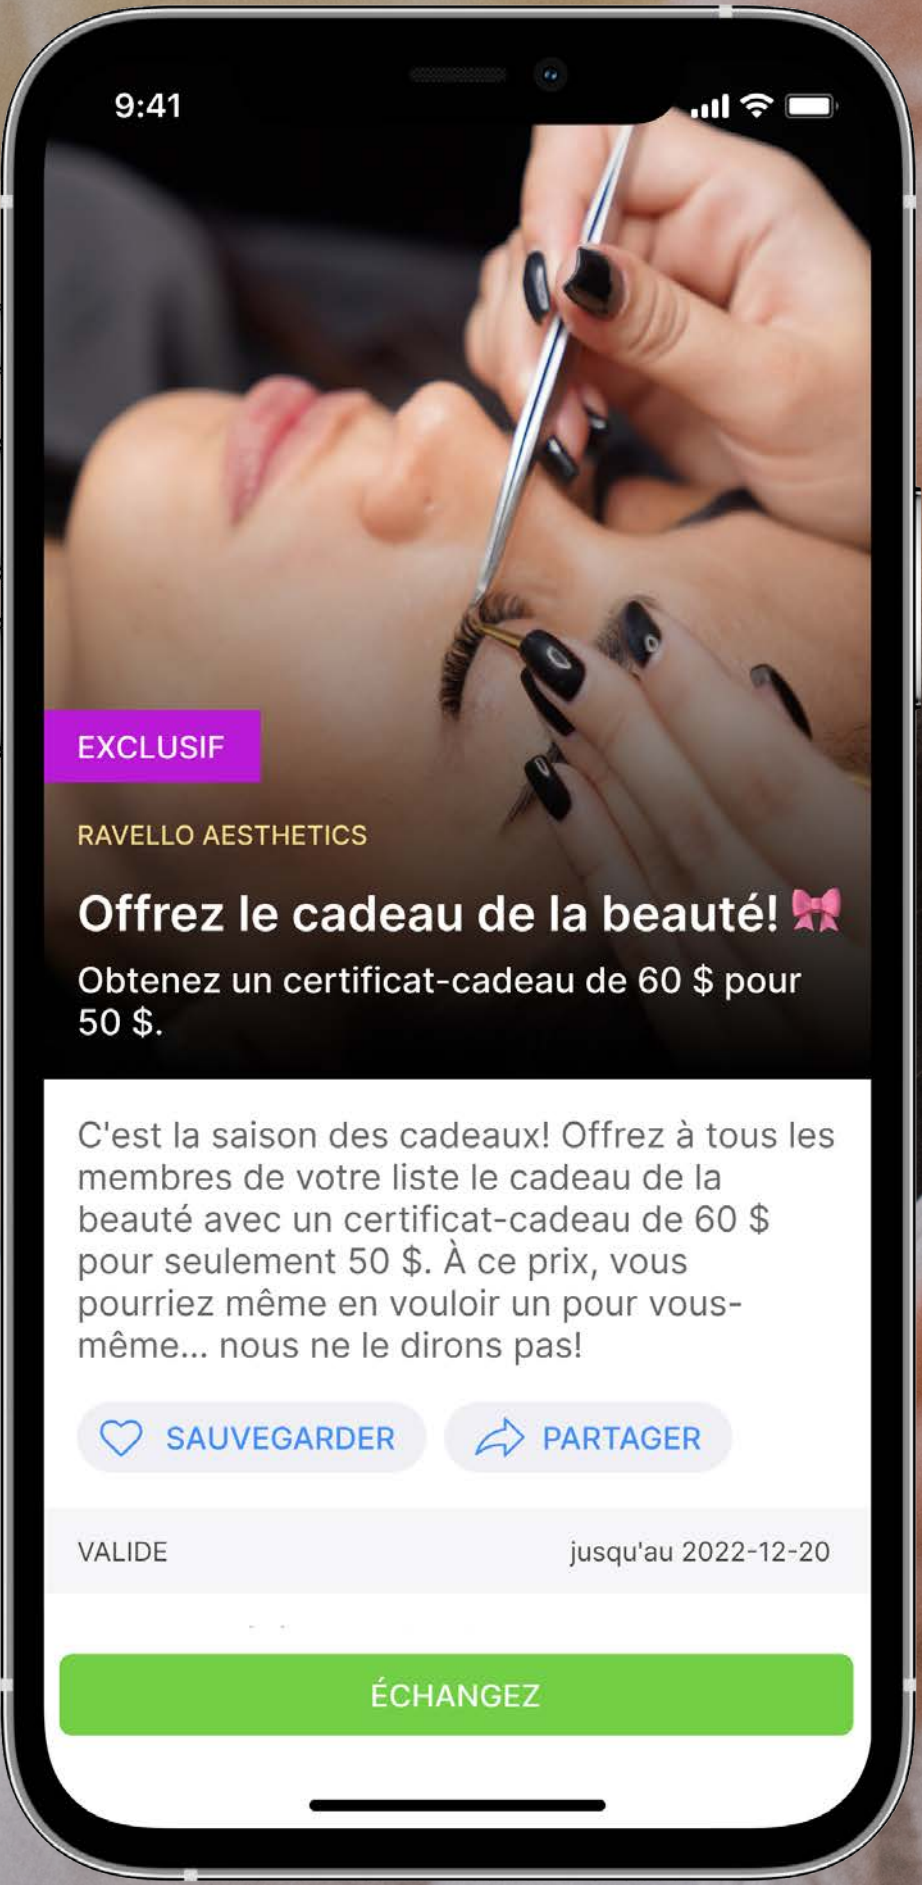 9:41
EXCLUSIF
RAVELLO AESTHETICS
Offrez le cadeau de la beauté! 🎀
Obtenez un certificat-cadeau de 60 $ pour
50 $.
C'est la saison des cadeaux! Offrez à tous les
membres de votre liste le cadeau de la
beauté avec un certificat-cadeau de 60 $
pour seulement 50 $. À ce prix, vous
pourriez même en vouloir un pour vous-
même... nous ne le dirons pas!
SAUVEGARDER
PARTAGER
VALIDE jusqu'au 2022-12-20
ÉCHANGEZ